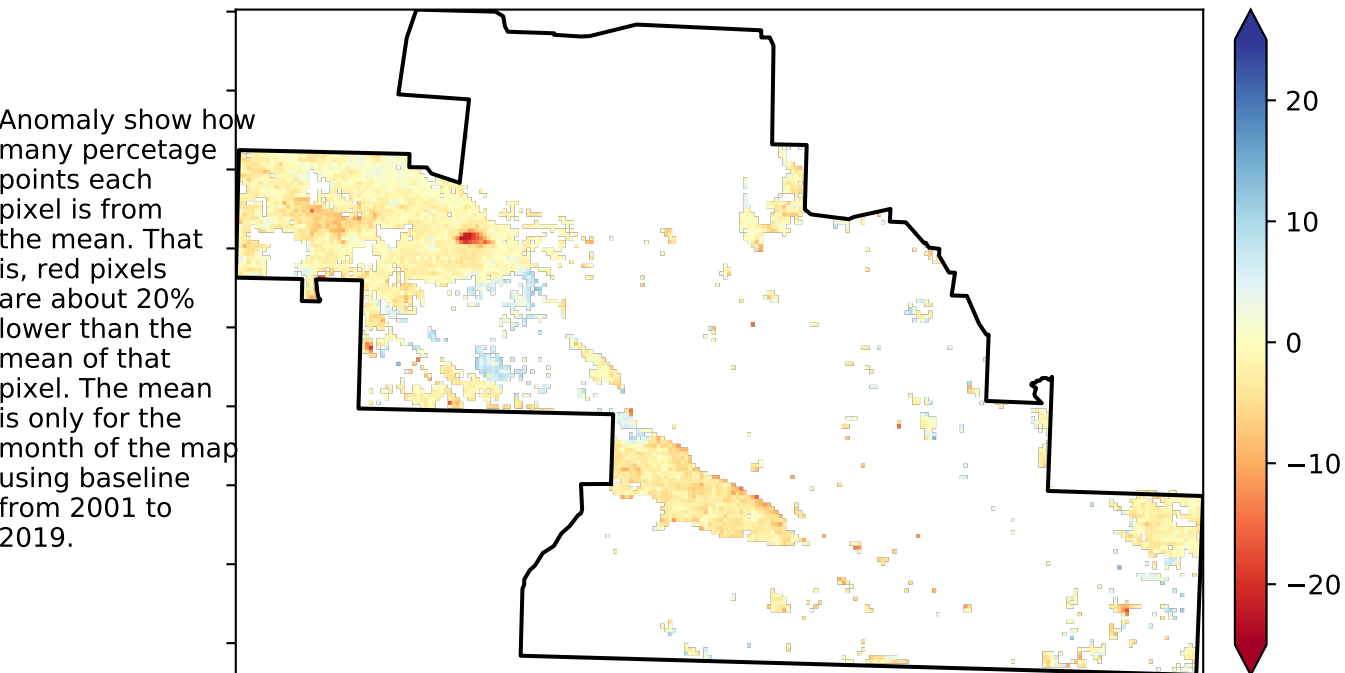 Anomaly show how
many percetage
points each
pixel is from
the mean. That
is, red pixels
are about 20%
lower than the
mean of that
pixel. The mean
is only for the
month of the map
using baseline
from 2001 to
2019.
20
10
0
−10
−20